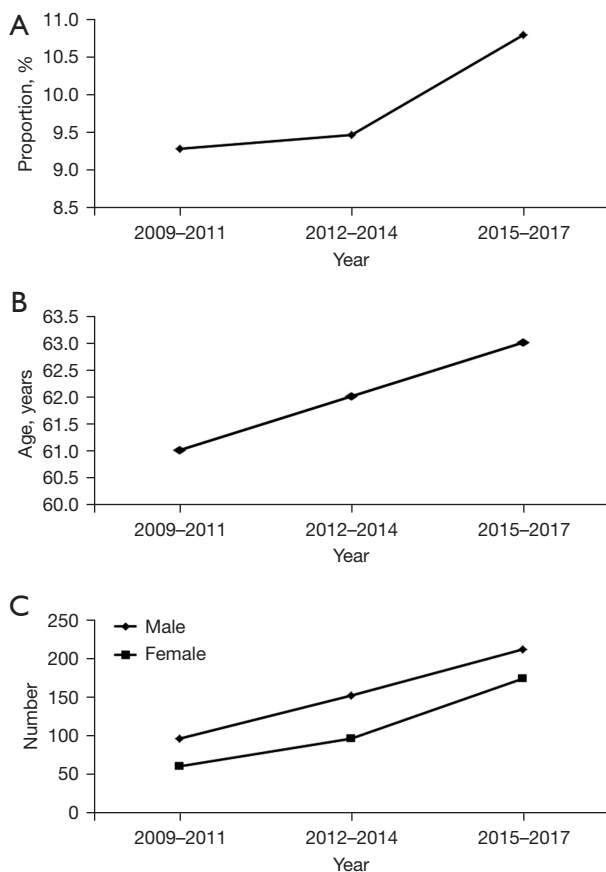 A
Proportion, %
11.0
10.5
10.0
9.5
9.0
8.5
2009–2011 2012–2014 2015–2017
Year
B
Age, years
63.5
63.0
62.5
62.0
61.5
61.0
60.5
60.0
2009–2011 2012–2014 2015–2017
Year
C
Number
250
200
150
100
50
0
Male
Female
2009–2011 2012–2014 2015–2017
Year